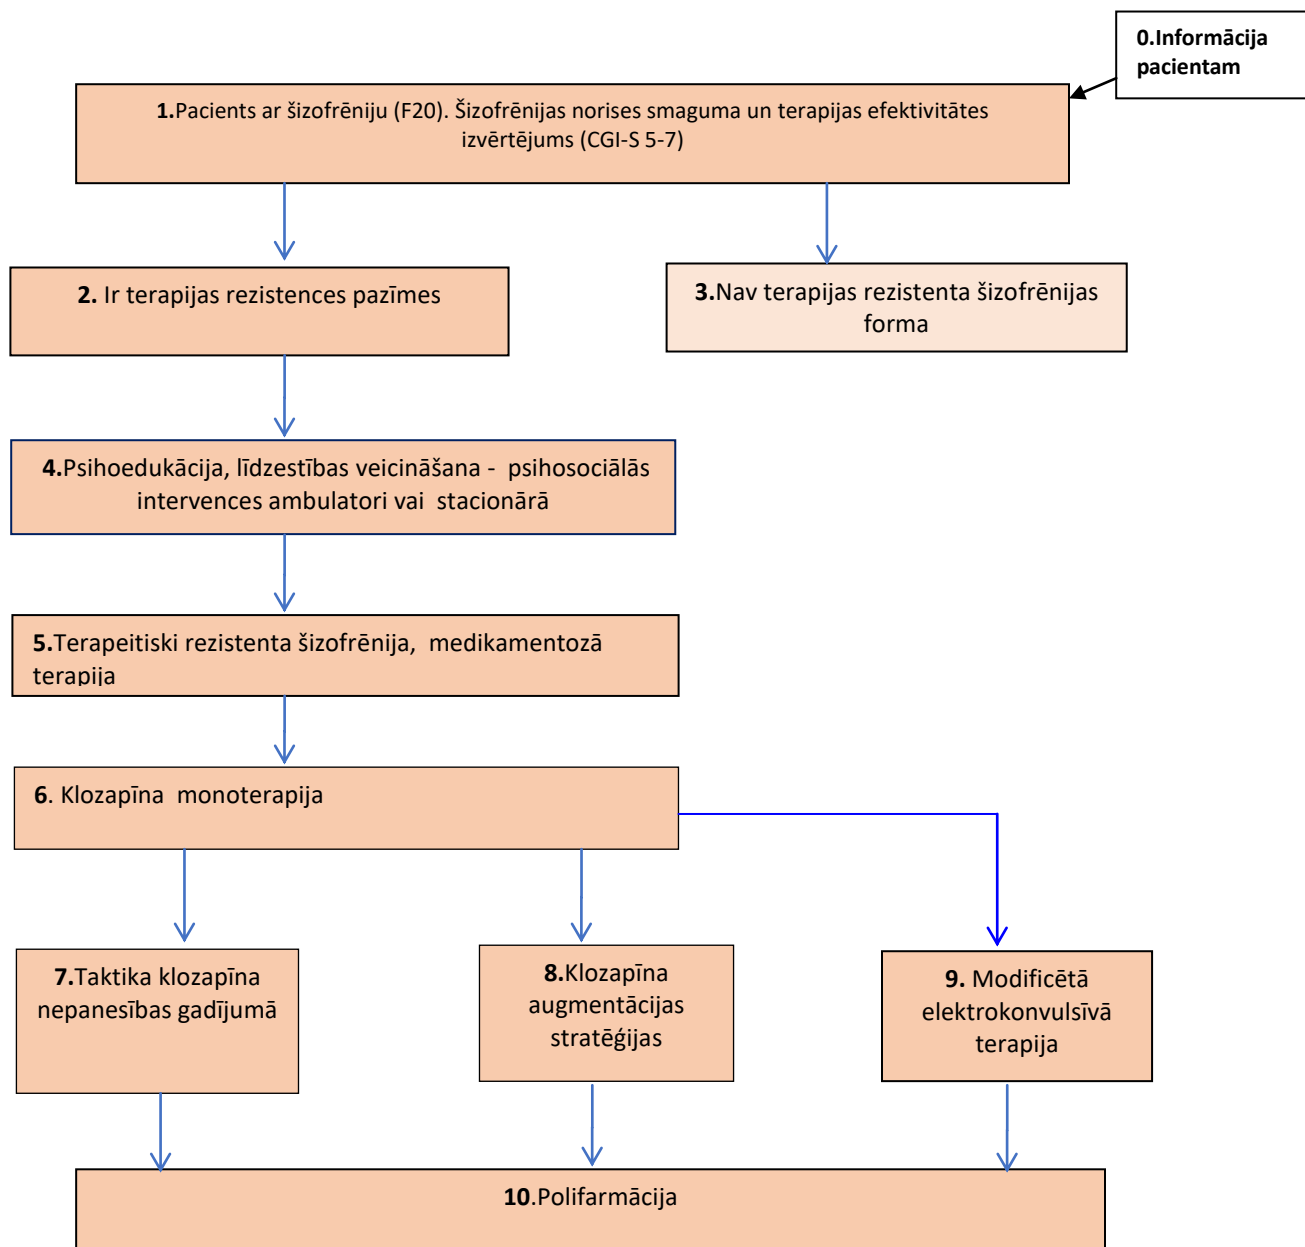 0.Informācija
pacientam
1.Pacients ar šizofrēniju (F20). Šizofrēnijas norises smaguma un terapijas efektivitātes
izvērtējums (CGI-S 5-7)
2. Ir terapijas rezistences pazīmes
3.Nav terapijas rezistenta šizofrēnijas
forma
4.Psihoedukācija, līdzestības veicināšana - psihosociālās
intervences ambulatori vai stacionārā
5.Terapeitiski rezistenta šizofrēnija, medikamentozā
terapija
6. Klozapīna monoterapija
7.Taktika klozapīna
nepanesības gadījumā
8.Klozapīna
augmentācijas
stratēģijas
9. Modificētā
elektrokonvulsīvā
terapija
10.Polifarmācija